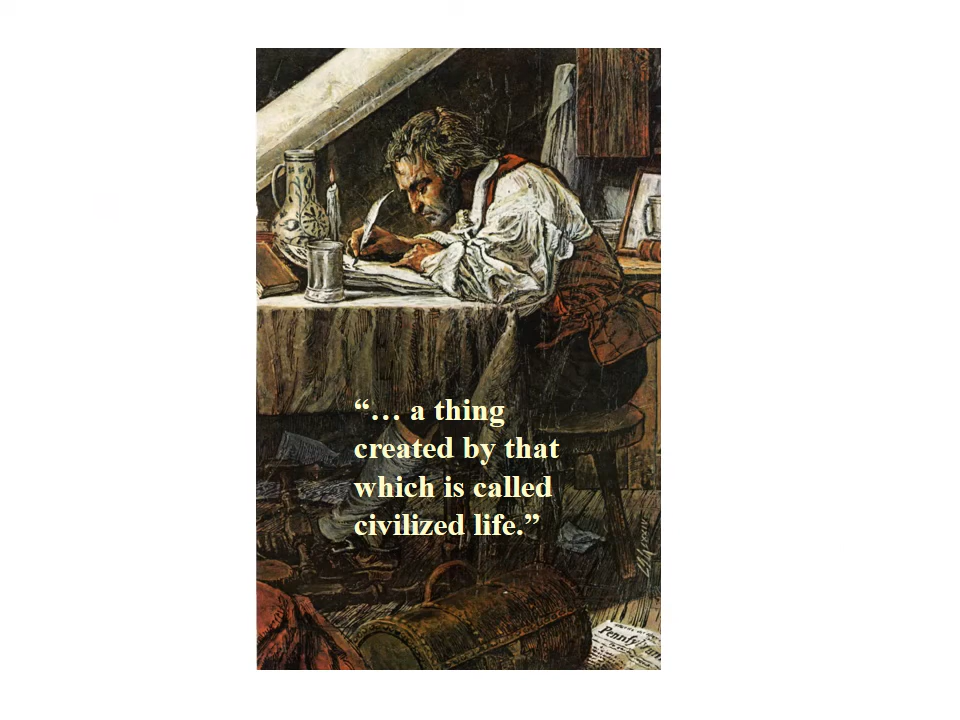 “… a thing
created by that
which is called
civilized life.”